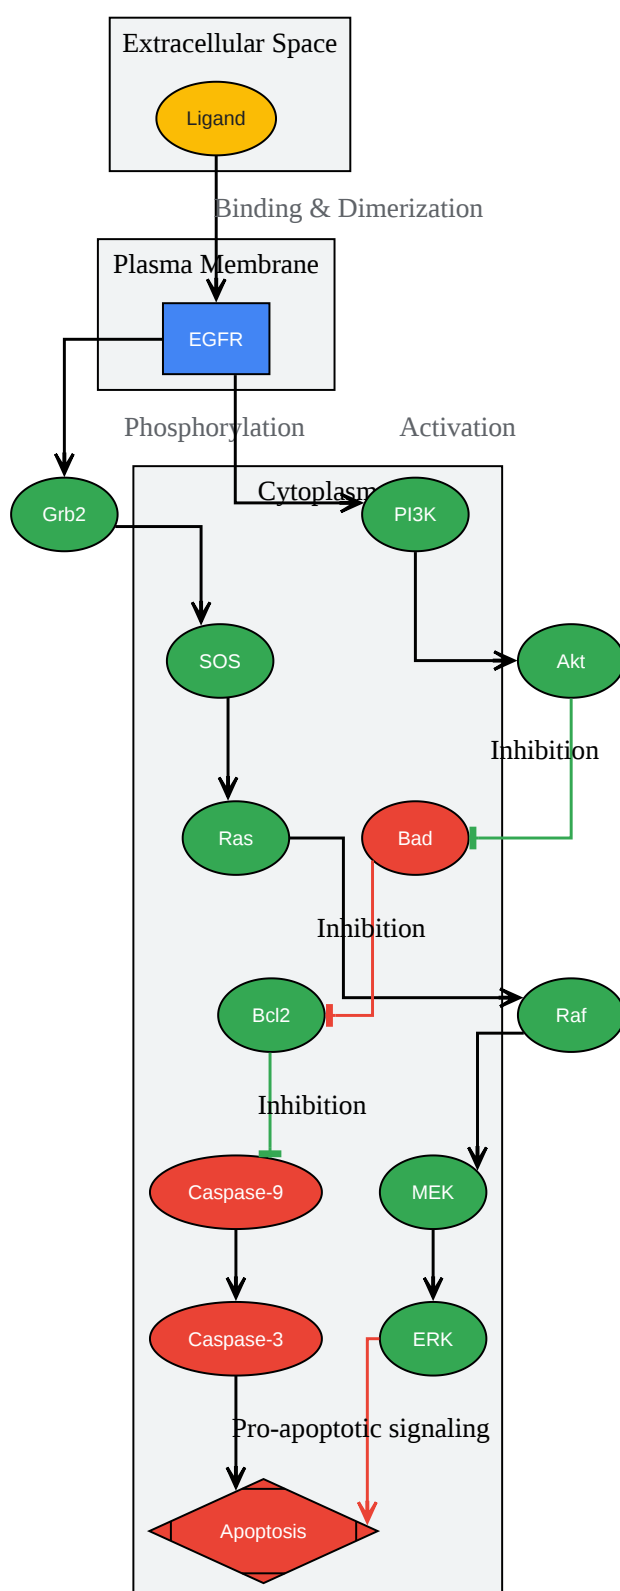 Extracellular Space
Ligand
Binding & Dimerization
Plasma Membrane
EGFR
Phosphorylation
Activation
Cytoplasm
Grb2
PI3K
SOS
Akt
Inhibition
Ras
Bad
Inhibition
Bcl2
Raf
Inhibition
Caspase-9
MEK
Caspase-3
ERK
Pro-apoptotic signaling
Apoptosis